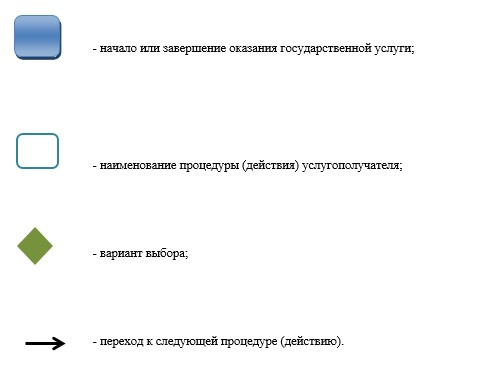 - начало или завершение оказания государственной услуги;
- наименование процедуры (действия) услугополучателя;
- вариант выбора;
- переход к следующей процедуре (действию).